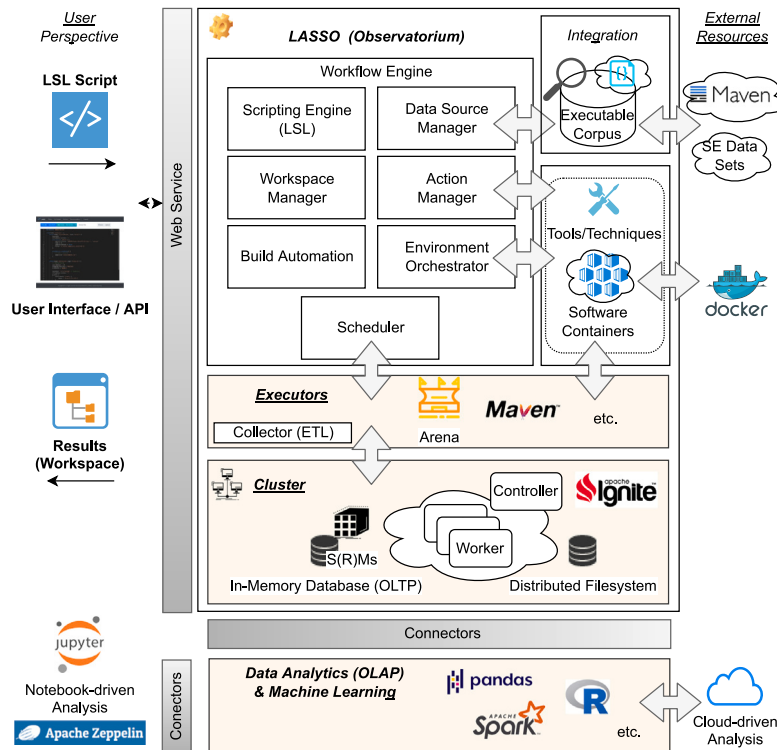 User
Perspective
LSL Script
User Interface / API
Results
(Workspace)
Web Service
LASSO (Observatorium)
Workflow Engine
Scripting Engine
(LSL)
Data Source
Manager
Workspace
Manager
Action
Manager
Build Automation
Environment
Orchestrator
Scheduler
Integration
{}
Executable
Corpus
Tools/Techniques
Software
Containers
External
Resources
Maven
SE Data
Sets
docker
Executors
Collector (ETL)
Arena
Maven™
etc.
Cluster
Controller
Worker
APACHE
Ignite™
S(R)Ms
In-Memory Database (OLTP)
Distributed Filesystem
Connectors
jupyter
Notebook-driven
Analysis
Apache Zeppelin
Conectors
Data Analytics (OLAP)
& Machine Learning
pandas
APACHE
Spark™
R
etc.
Cloud-driven
Analysis